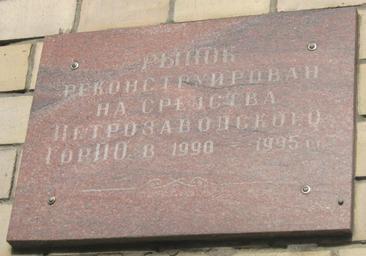 РЫНОК
РЕКОНСТРУИРОВАН
НА СРЕДСТВА
ПЕТРОЗАВОДСКОГО
ГОРПО В 1990 - 1995 гг.